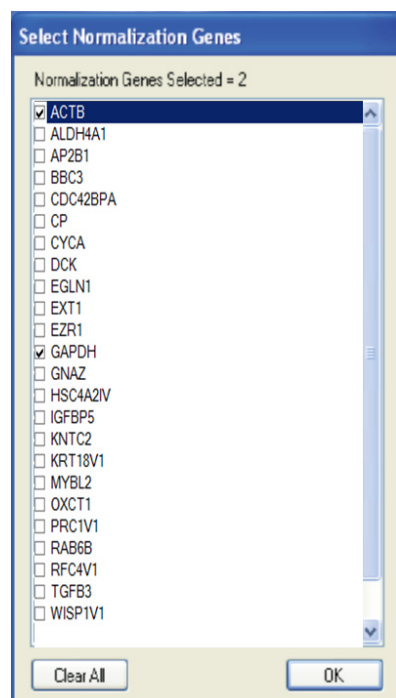 Select Normalization Genes
Normalization Genes Selected = 2
ACTB
ALDH4A1
AP2B1
BBC3
CDC42BPA
CP
CYCA
DCK
EGLN1
EXT1
EZR1
GAPDH
GNAZ
HSC4A2IV
IGFBP5
KNTC2
KRT18V1
MYBL2
OXCT1
PRC1V1
RAB6B
RFC4V1
TGFB3
WISP1V1
Clear All
OK